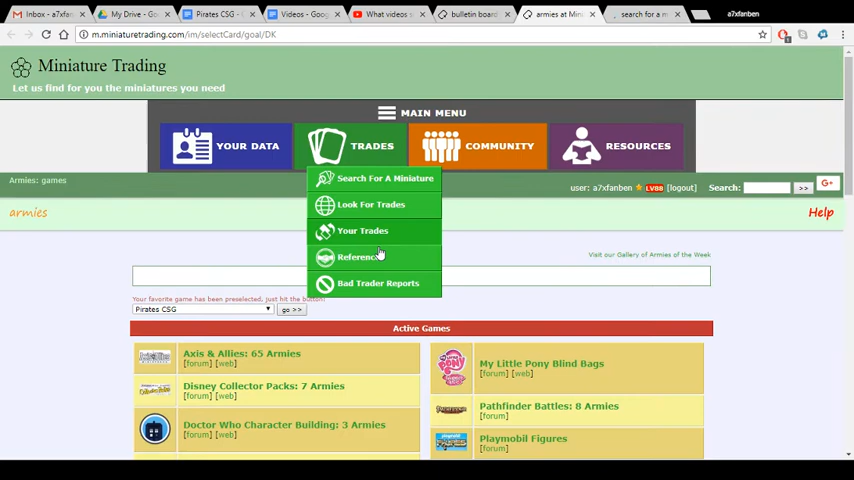 Inbox - a7xfan
My Drive - Goo
Pirates CSG -
Videos - Goog
What videos s
bulletin board
armies at Mini
search for a m
a7xfanben
m.miniaturetrading.com/im/selectCard/goal/DK
Miniature Trading
Let us find for you the miniatures you need
MAIN MENU
YOUR DATA
TRADES
COMMUNITY
RESOURCES
Search For A Miniature
Look For Trades
Your Trades
Referenc
Bad Trader Reports
Armies: games
user: a7xfanben LV88 [logout]
Search: >> G+
armies
Help
Visit our Gallery of Armies of the Week
Your favorite game has been preselected, just hit the button!
Pirates CSG go >>
Active Games
Axis & Allies: 65 Armies
[forum] [web]
Disney Collector Packs: 7 Armies
[forum] [web]
Doctor Who Character Building: 3 Armies
[forum] [web]
My Little Pony Blind Bags
[forum] [web]
Pathfinder Battles: 8 Armies
[forum]
Playmobil Figures
[forum]